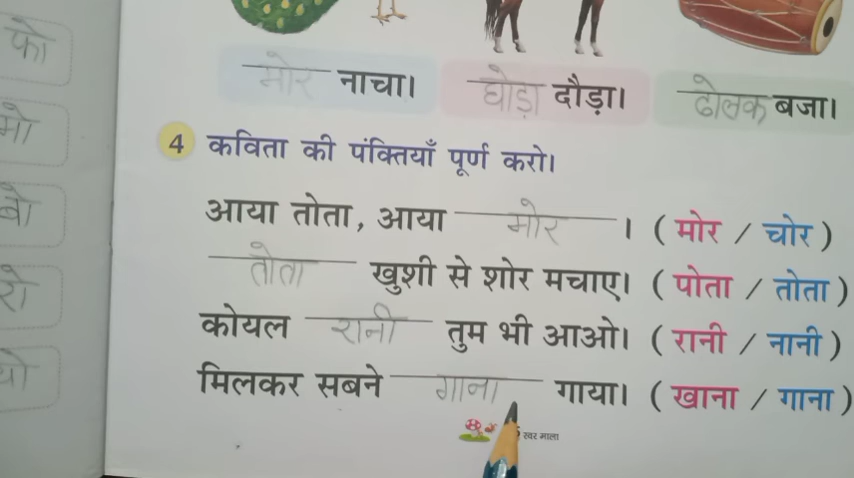 फो
मो
बो
रो
यो
मोर नाचा।
घोड़ा दौड़ा।
ढोलक बजा।
4 कविता की पंक्तियाँ पूर्ण करो।
आया तोता, आया मोर । ( मोर / चोर )
तोता खुशी से शोर मचाए। ( पोता / तोता )
कोयल रानी तुम भी आओ। ( रानी / नानी )
मिलकर सबने गाना गाया। ( खाना / गाना )
स्वर माला